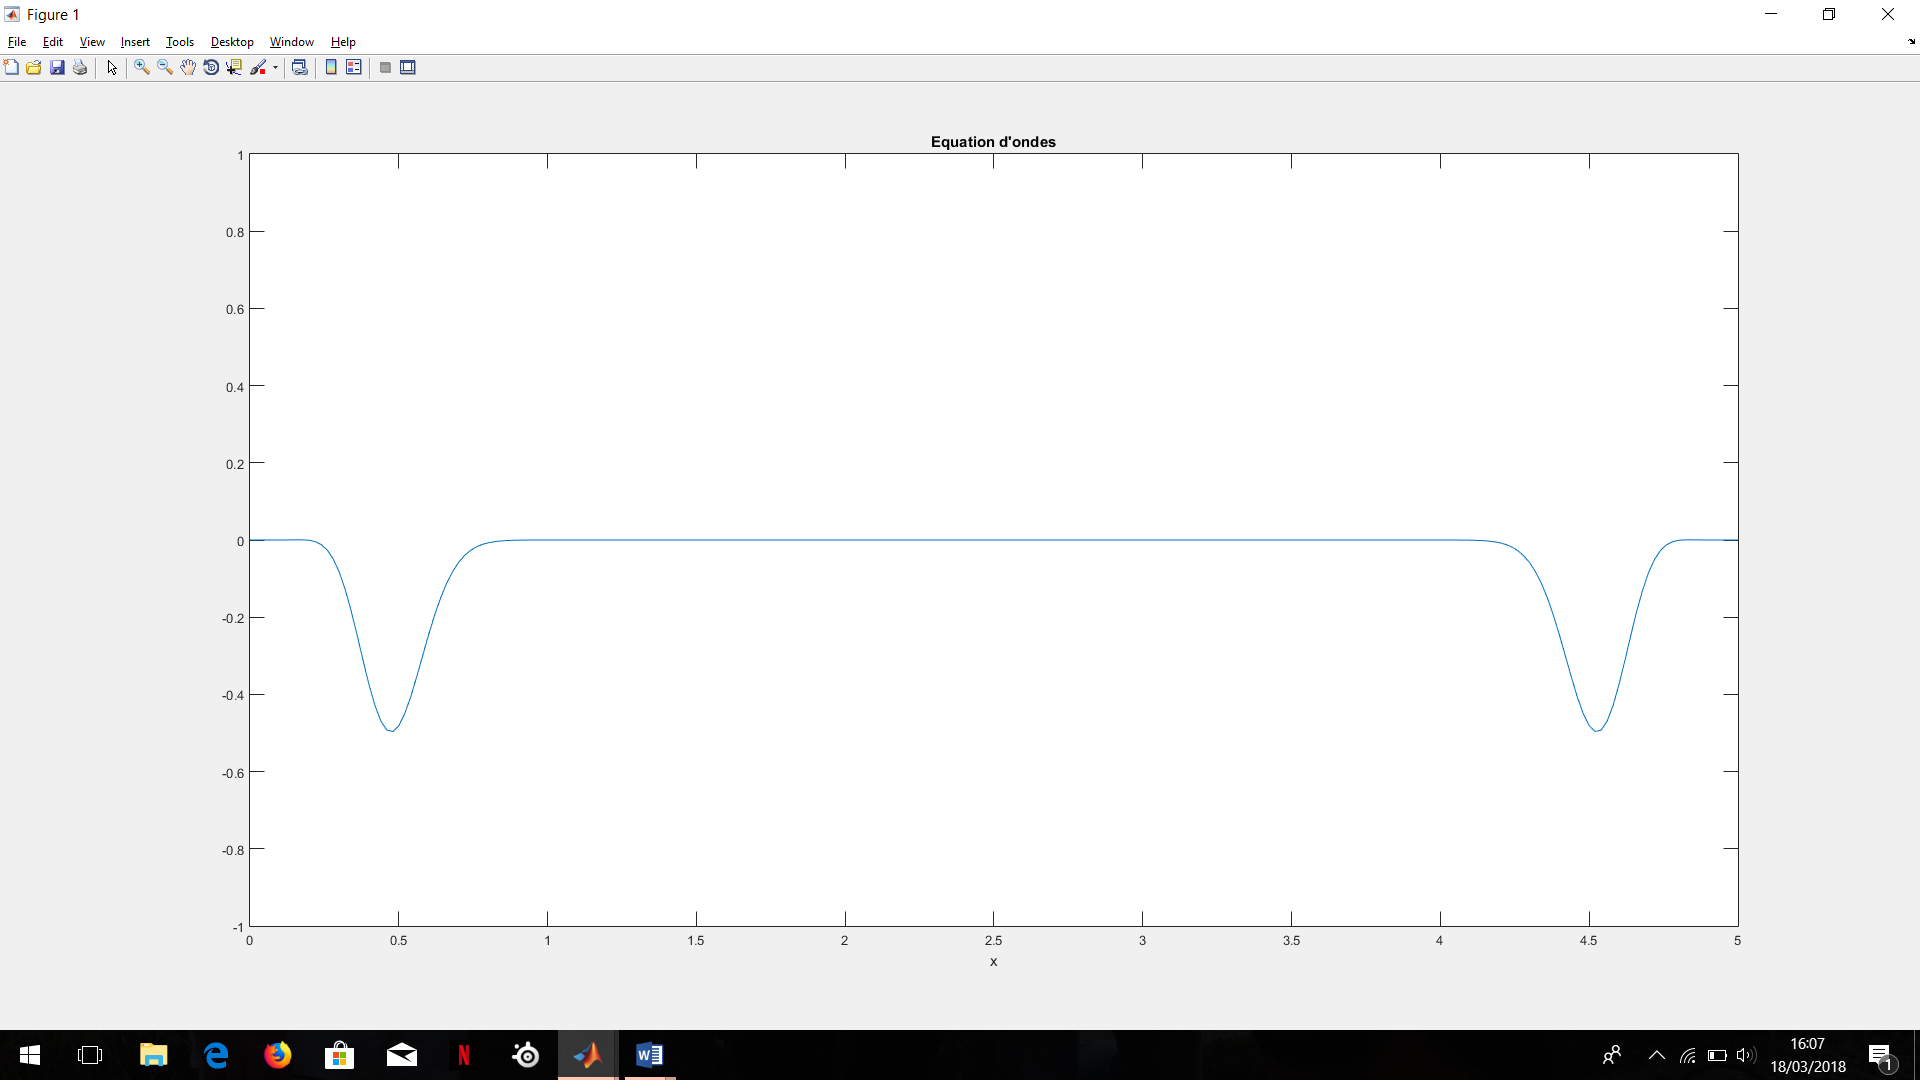 Figure 1
File Edit View Insert Tools Desktop Window Help
Equation d'ondes
1
0.8
0.6
0.4
0.2
0
-0.2
-0.4
-0.6
-0.8
-1
0 0.5 1 1.5 2 2.5 3 3.5 4 4.5 5
x
16:07
18/03/2018
1